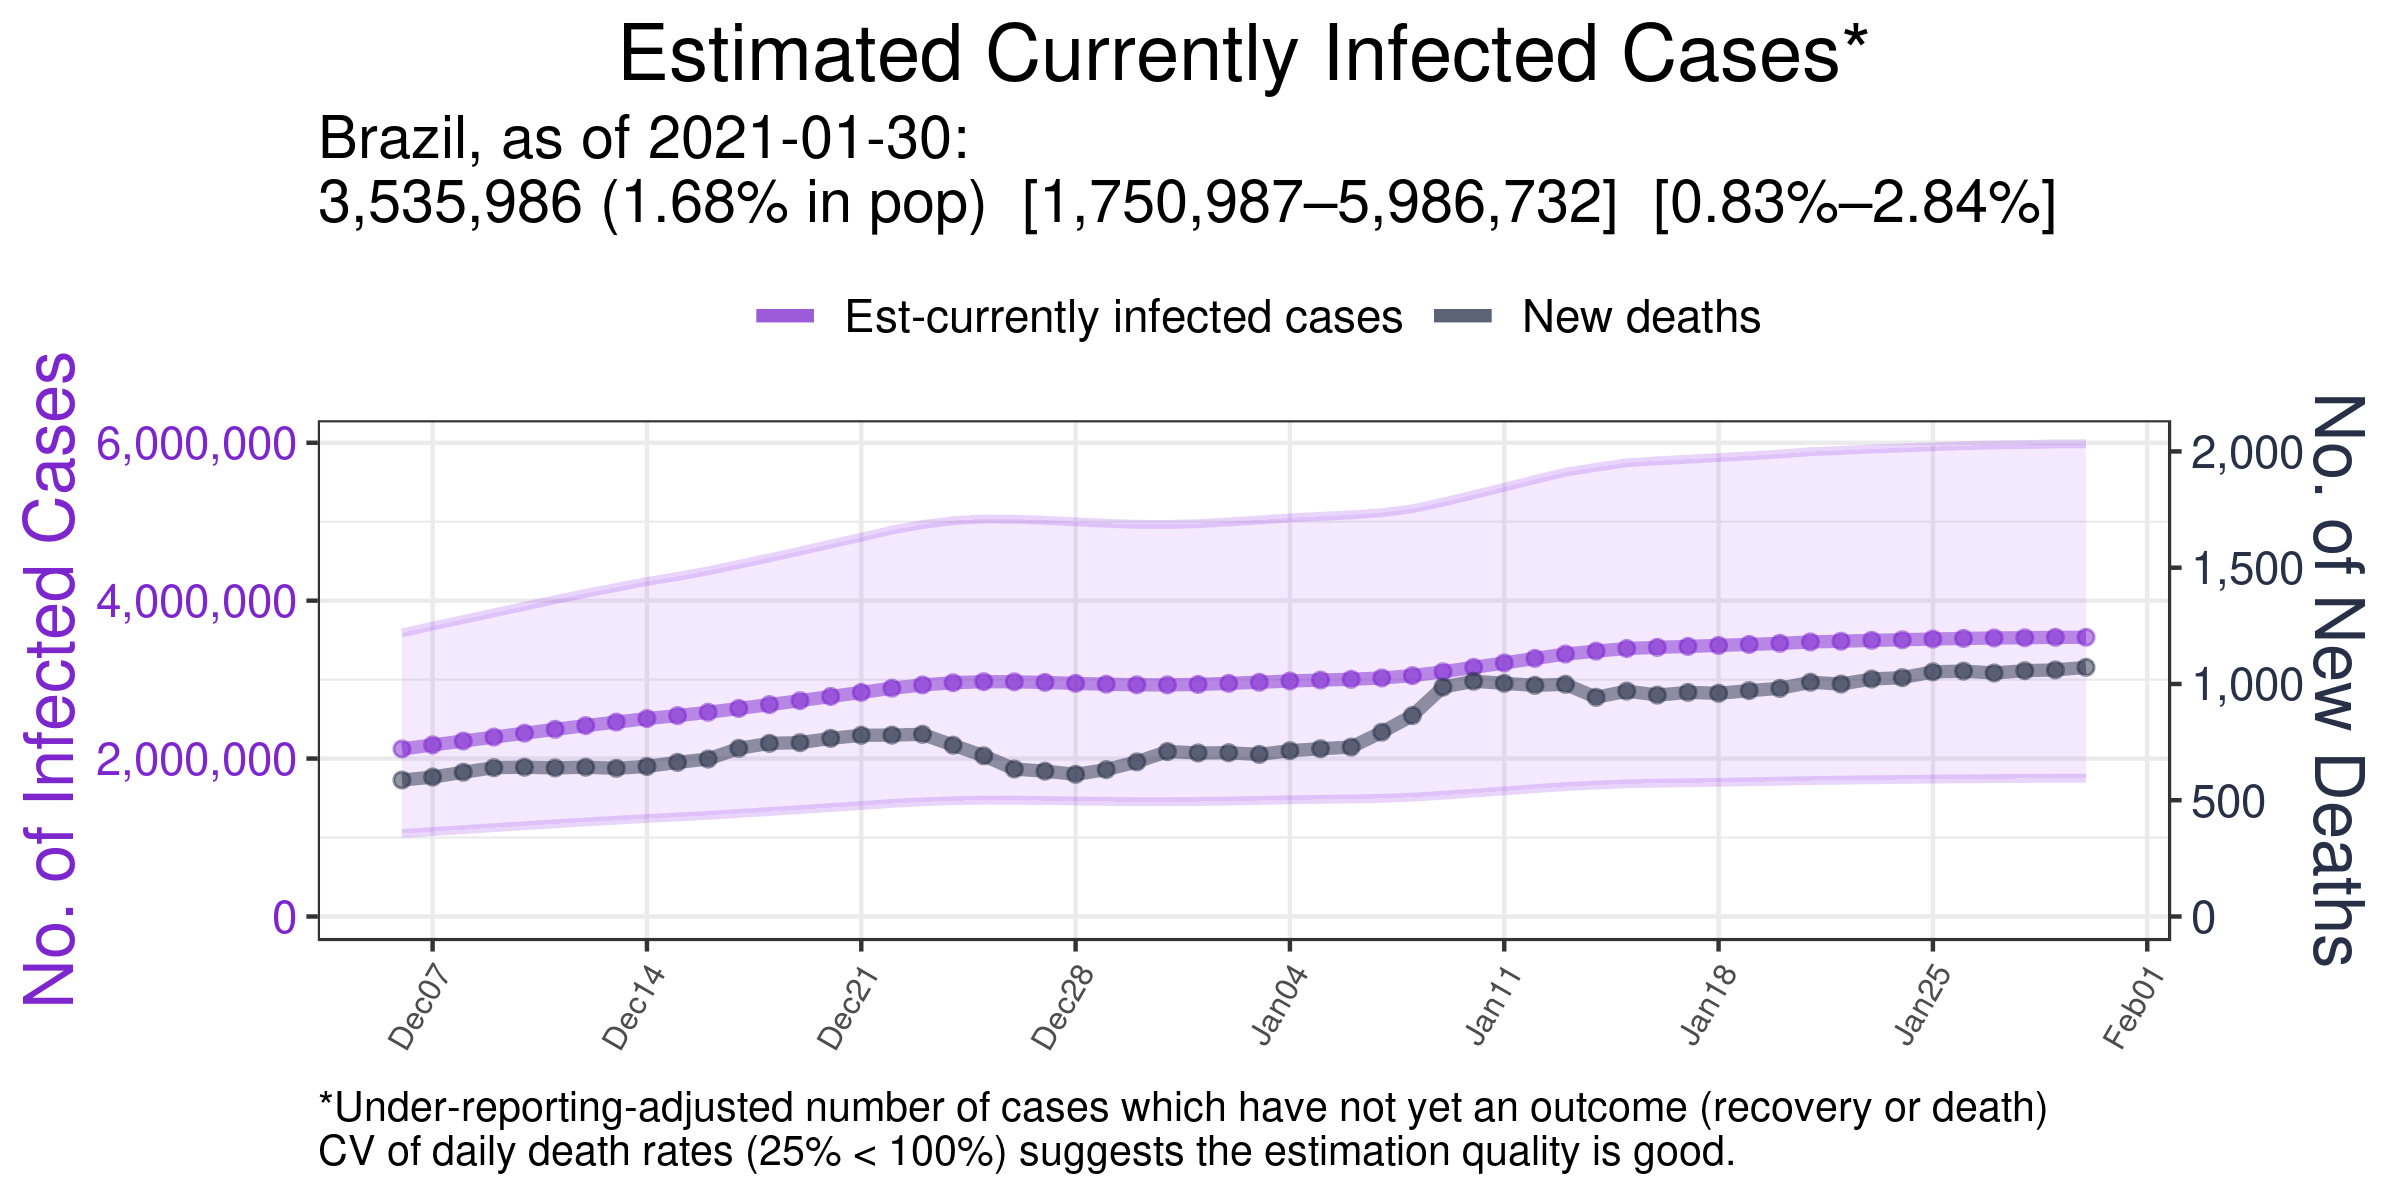 Estimated Currently Infected Cases*
Brazil, as of 2021-01-30:
3,535,986 (1.68% in pop)  [1,750,987–5,986,732]  [0.83%–2.84%]
Est-currently infected cases
New deaths
No. of Infected Cases
6,000,000
4,000,000
2,000,000
0
2,000
1,500
1,000
500
0
No. of New Deaths
Dec07
Dec14
Dec21
Dec28
Jan04
Jan11
Jan18
Jan25
Feb01
*Under-reporting-adjusted number of cases which have not yet an outcome (recovery or death)
CV of daily death rates (25% < 100%) suggests the estimation quality is good.